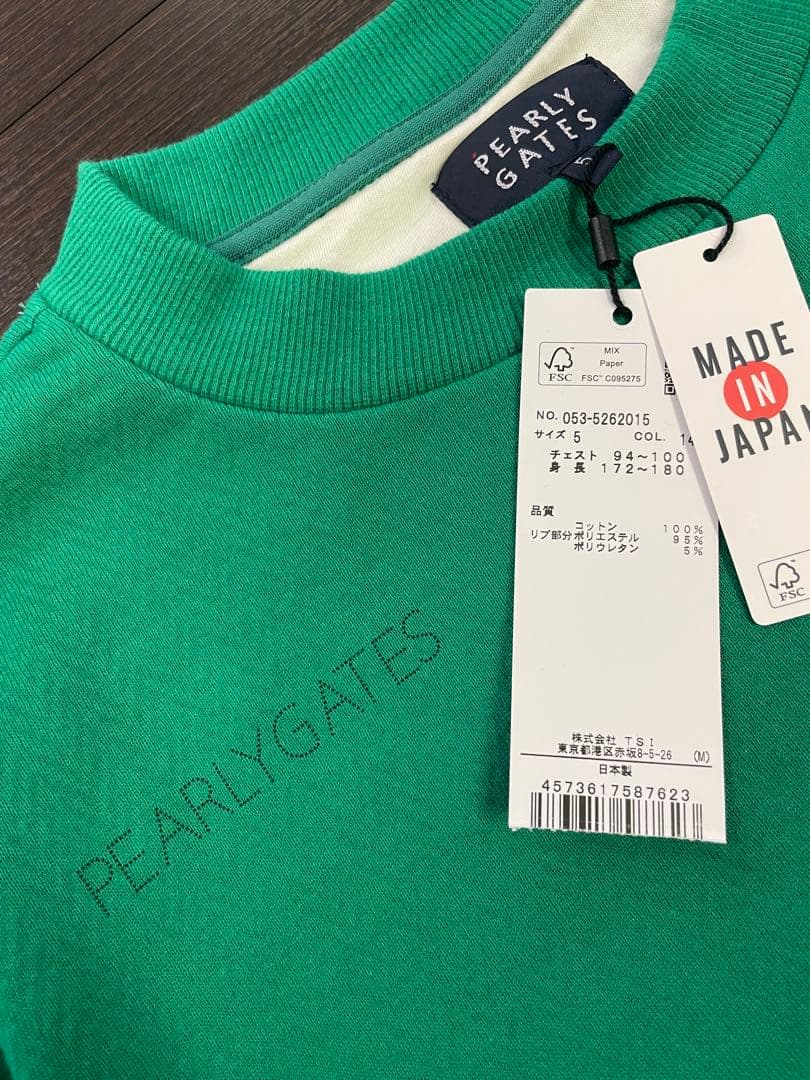 PEARLY
GATES
5
MIX
Paper
FSC
FSC™ C095275
NO. 053-5262015
サイズ 5 COL. 14
チェスト 94～100
身長 172～180
品質
コットン 100%
リブ部分ポリエステル 95%
ポリウレタン 5%
株式会社 TSI
東京都港区赤坂8-5-26 (M)
日本製
4573617587623
MADE
IN
JAPAN
FSC
PEARLYGATES